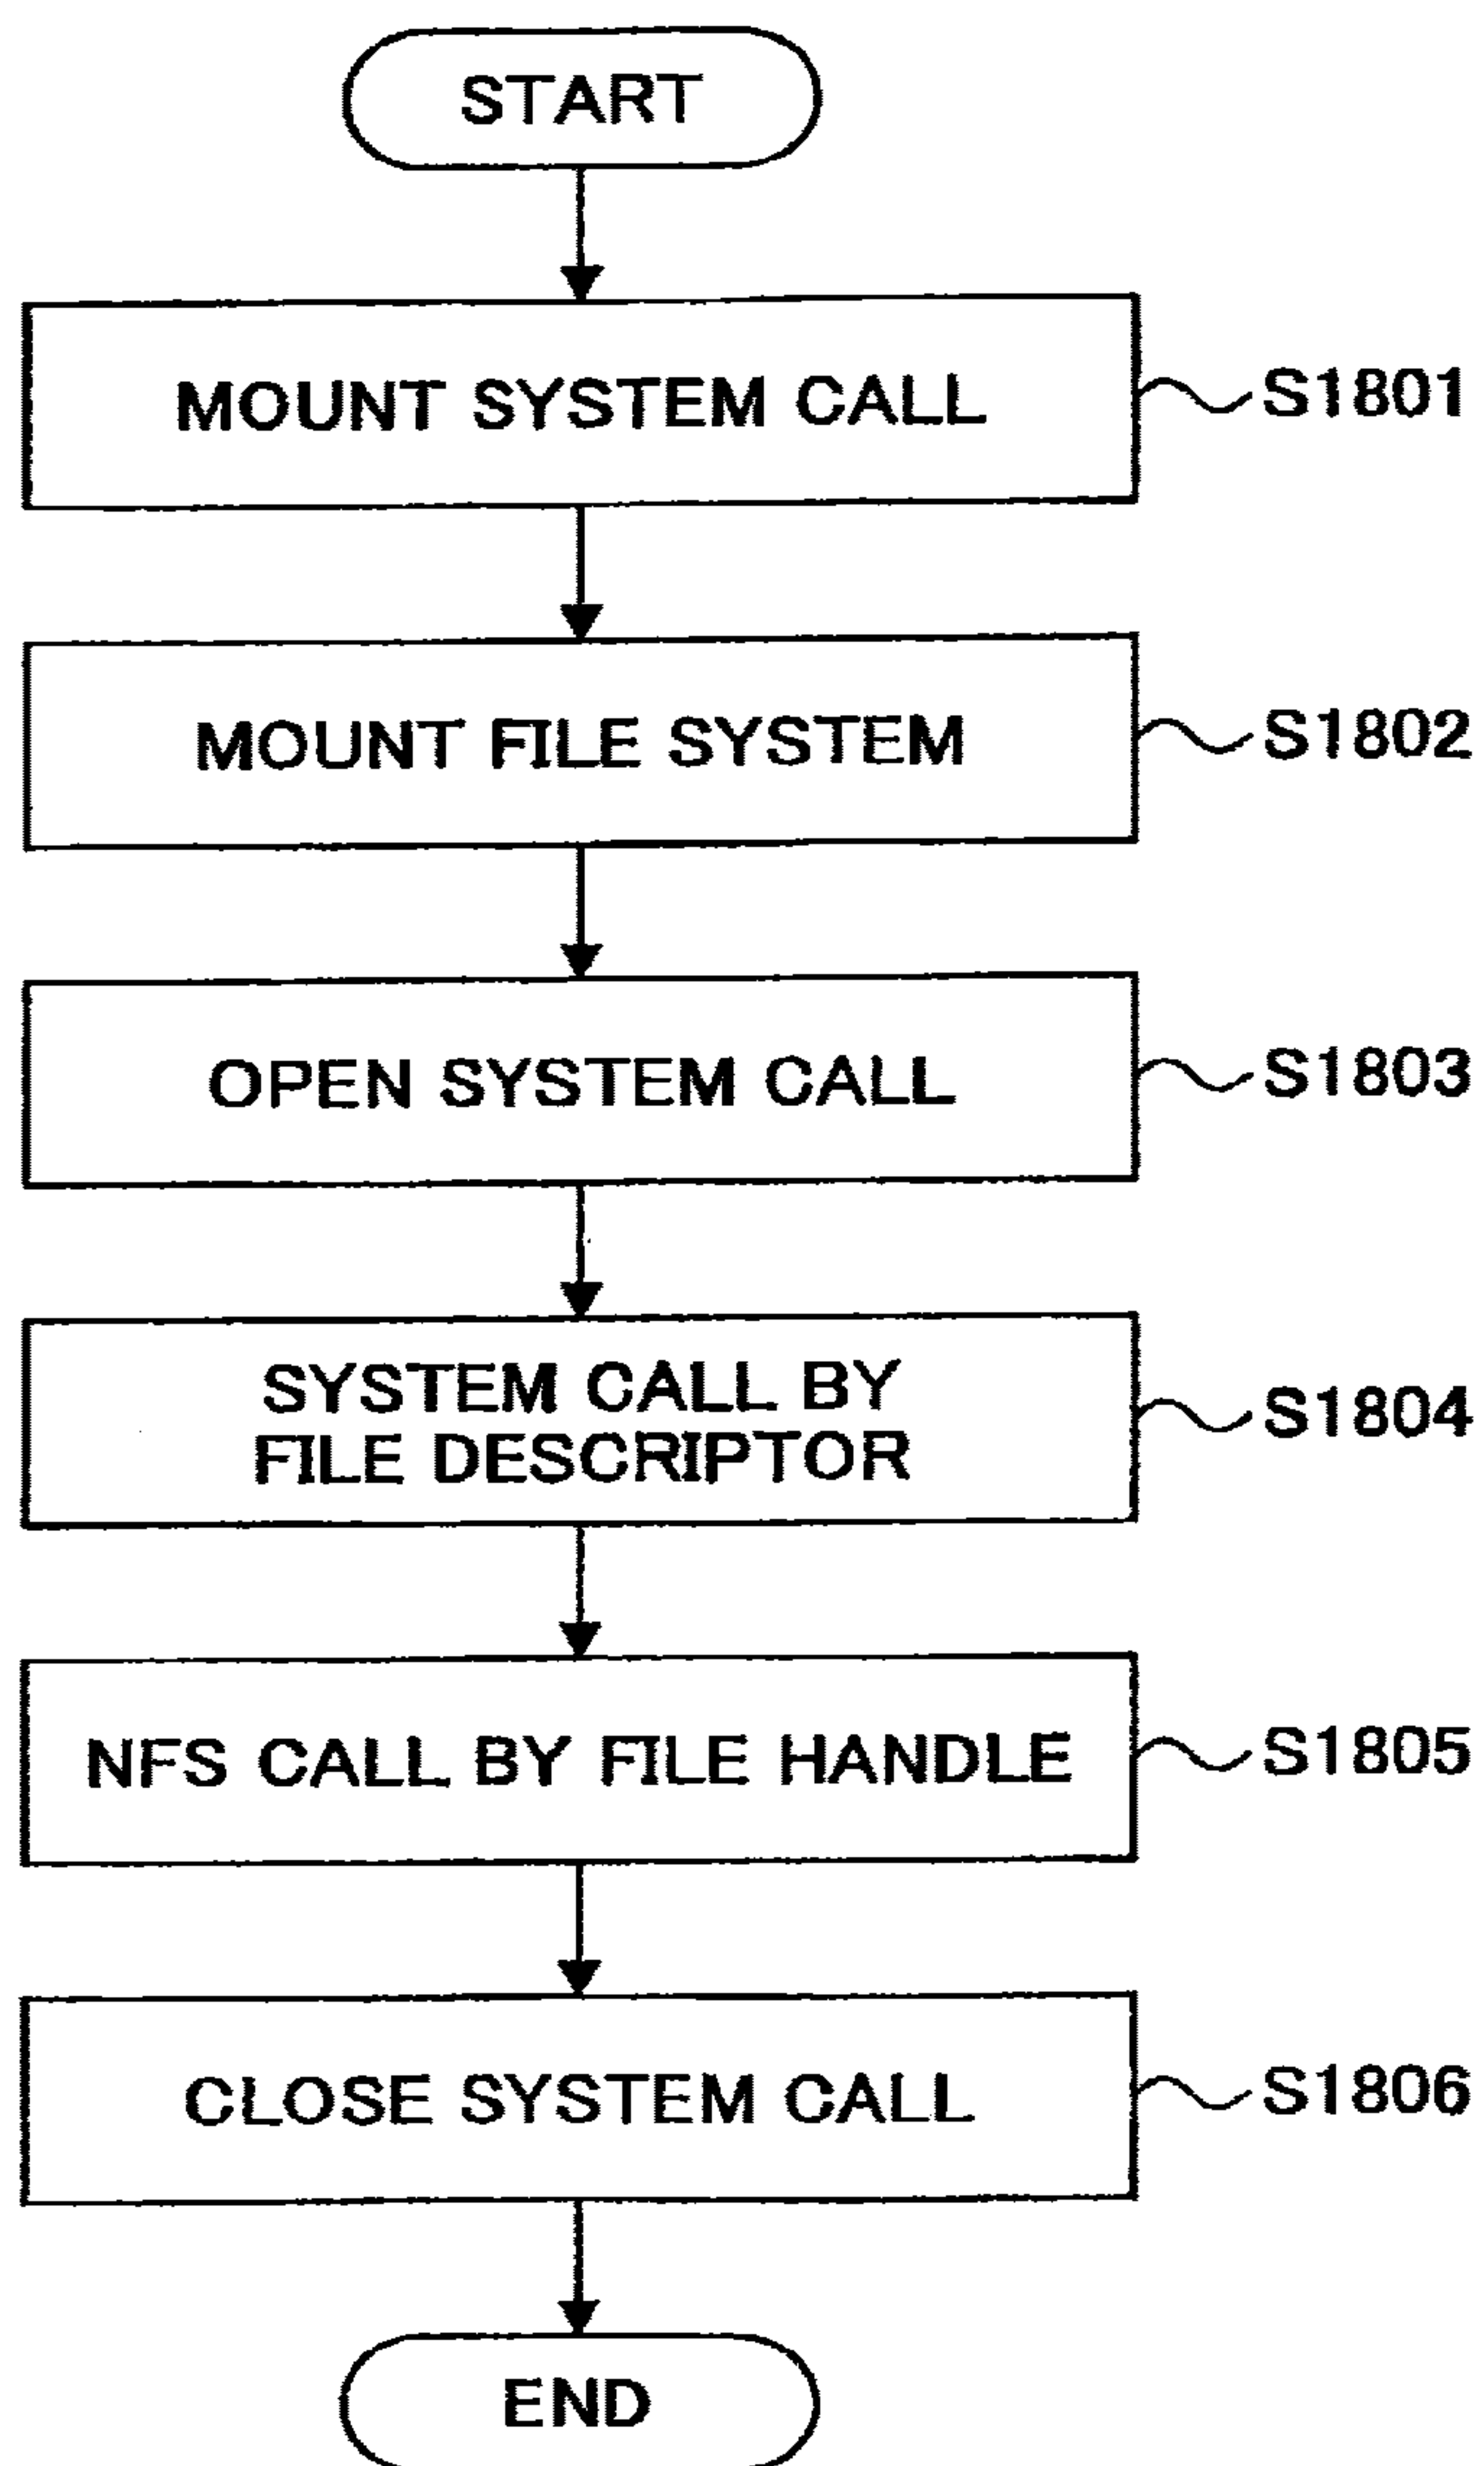 START
MOUNT SYSTEM CALL
S1801
MOUNT FILE SYSTEM
S1802
OPEN SYSTEM CALL
S1803
SYSTEM CALL BY
FILE DESCRIPTOR
S1804
NFS CALL BY FILE HANDLE
S1805
CLOSE SYSTEM CALL
S1806
END